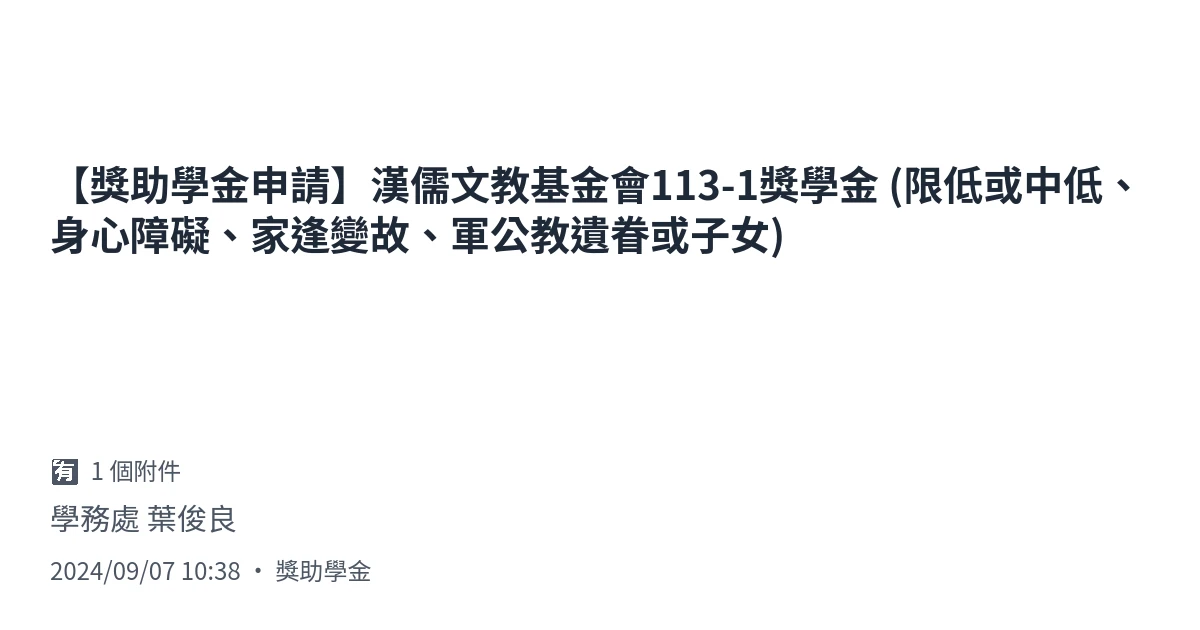 【獎助學金申請】漢儒文教基金會113-1獎學金 (限低或中低、
身心障礙、家逢變故、軍公教遺眷或子女)
有 1 個附件
學務處 葉俊良
2024/09/07 10:38 • 獎助學金